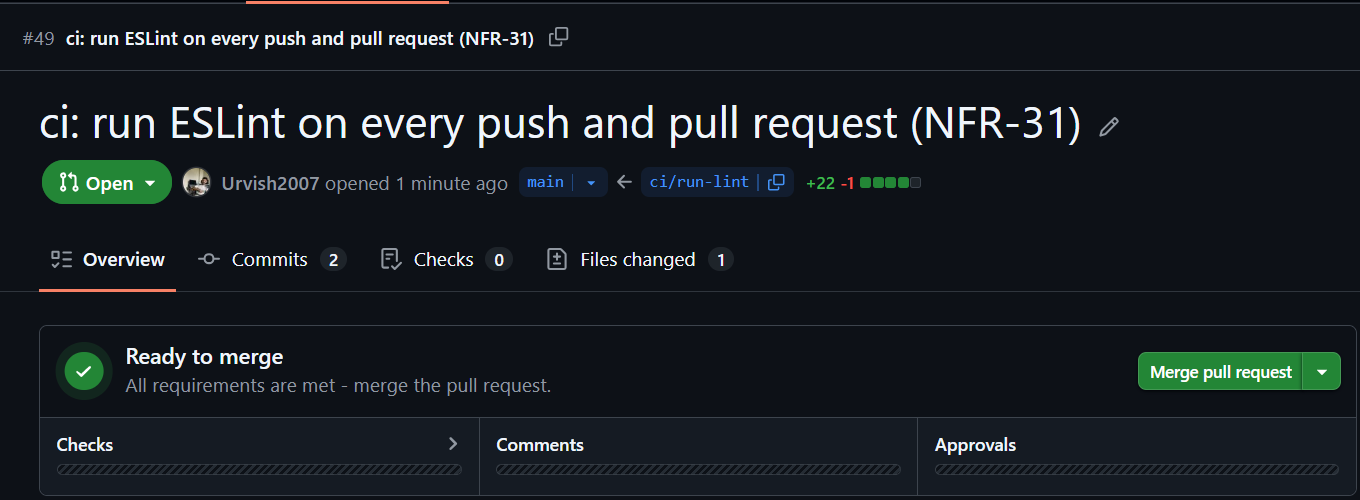 #49 ci: run ESLint on every push and pull request (NFR-31)
ci: run ESLint on every push and pull request (NFR-31)
Open Urvish2007 opened 1 minute ago main ci/run-lint +22 -1
Overview Commits 2 Checks 0 Files changed 1
Ready to merge
All requirements are met - merge the pull request.
Merge pull request
Checks Comments Approvals